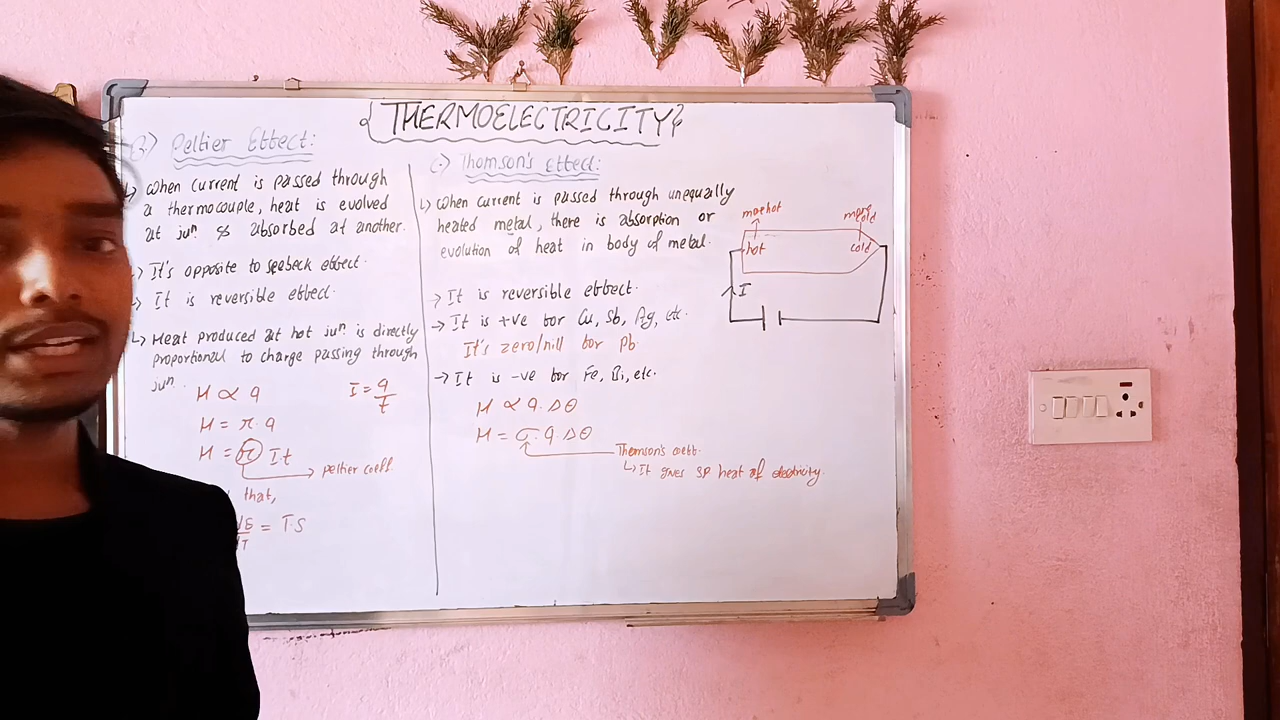 THERMOELECTRICITY
B.) Peltier Effect:
↳ When current is passed through
a thermocouple, heat is evolved
at junⁿ & absorbed at another.
↳ It's opposite to seebeck effect.
↳ It is reversible effect.
↳ Heat produced at hot junⁿ is directly
proportional to charge passing through
junⁿ.
H ∝ q
I = q/t
H = π·q
H = π It
→ peltier coeff.
that,
= T·S
C.) Thomson's effect:
↳ When current is passed through unequally
heated metal, there is absorption or
evolution of heat in body of metal.
→ It is reversible effect.
→ It is +ve for Cu, Sb, Ag, etc.
It's zero/nill for Pb
→ It is -ve for Fe, Bi, etc.
H ∝ q·Δθ
H = σ·q·Δθ
Thomson's coeff.
↳ It gives sp heat of electricity
more hot
more cold
hot
cold
I